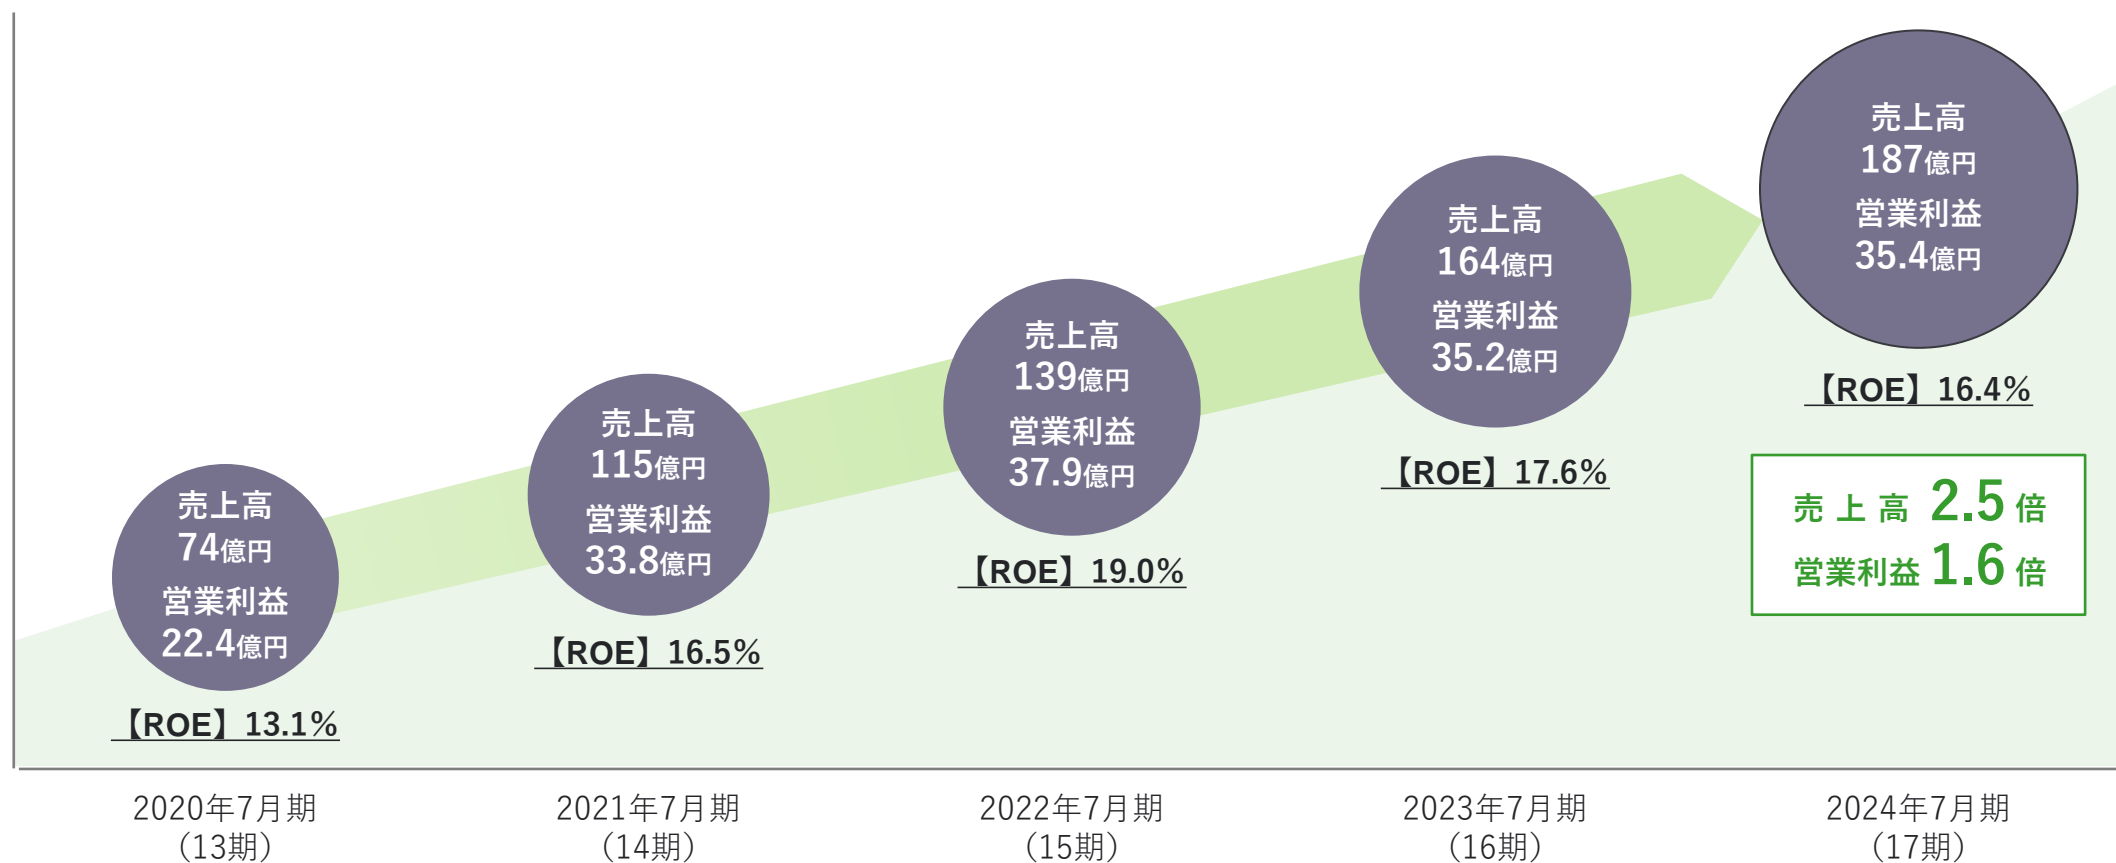 売上高
74億円
営業利益
22.4億円
【ROE】13.1%
売上高
115億円
営業利益
33.8億円
【ROE】16.5%
売上高
139億円
営業利益
37.9億円
【ROE】19.0%
売上高
164億円
営業利益
35.2億円
【ROE】17.6%
売上高
187億円
営業利益
35.4億円
【ROE】16.4%
売上高 2.5倍
営業利益 1.6倍
2020年7月期
（13期）
2021年7月期
（14期）
2022年7月期
（15期）
2023年7月期
（16期）
2024年7月期
（17期）